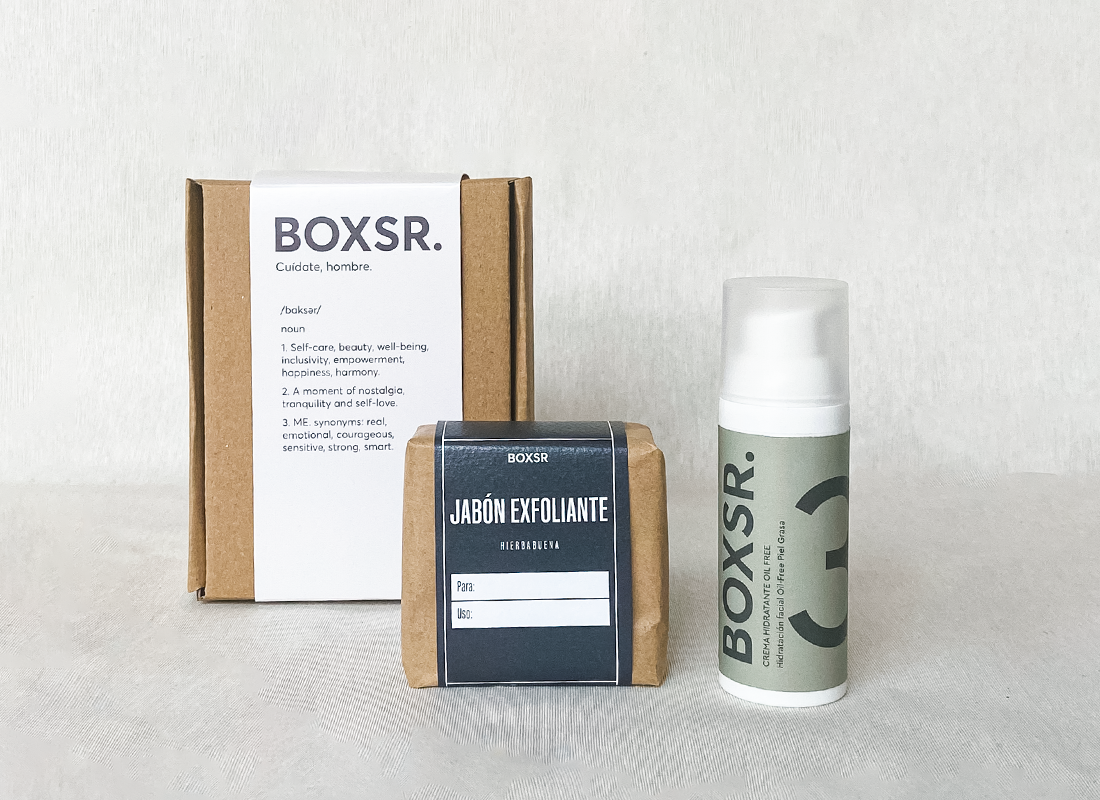 BOXSR.
Cuídate, hombre.
/baksər/
noun
1. Self-care, beauty, well-being,
inclusivity, empowerment,
happiness, harmony.
2. A moment of nostalgia,
tranquility and self-love.
3. ME. synonyms: real,
emotional, courageous,
sensitive, strong, smart.
BOXSR
JABÓN EXFOLIANTE
HIERBABUENA
Para:
Uso:
BOXSR.
CREMA HIDRATANTE OIL FREE
Hidratación facial Oil-Free Piel Grasa
3